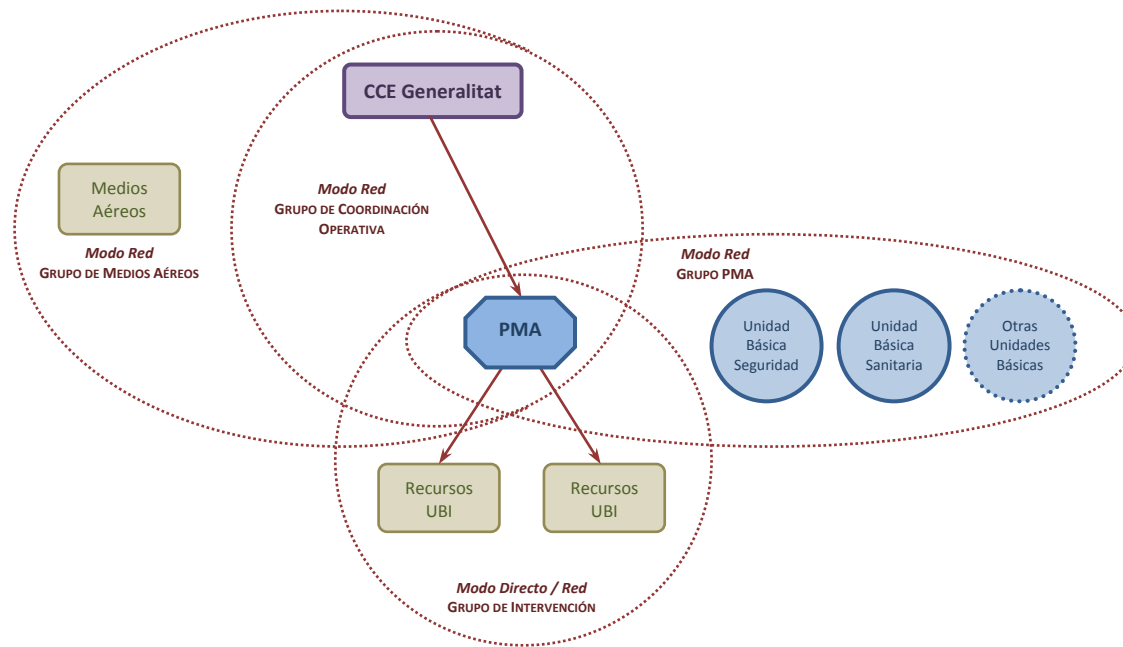 CCE Generalitat
Medios
Aéreos
Modo Red
GRUPO DE MEDIOS AÉREOS
Modo Red
GRUPO DE COORDINACIÓN
OPERATIVA
Modo Red
GRUPO PMA
PMA
Unidad
Básica
Seguridad
Unidad
Básica
Sanitaria
Otras
Unidades
Básicas
Recursos
UBI
Recursos
UBI
Modo Directo / Red
GRUPO DE INTERVENCIÓN